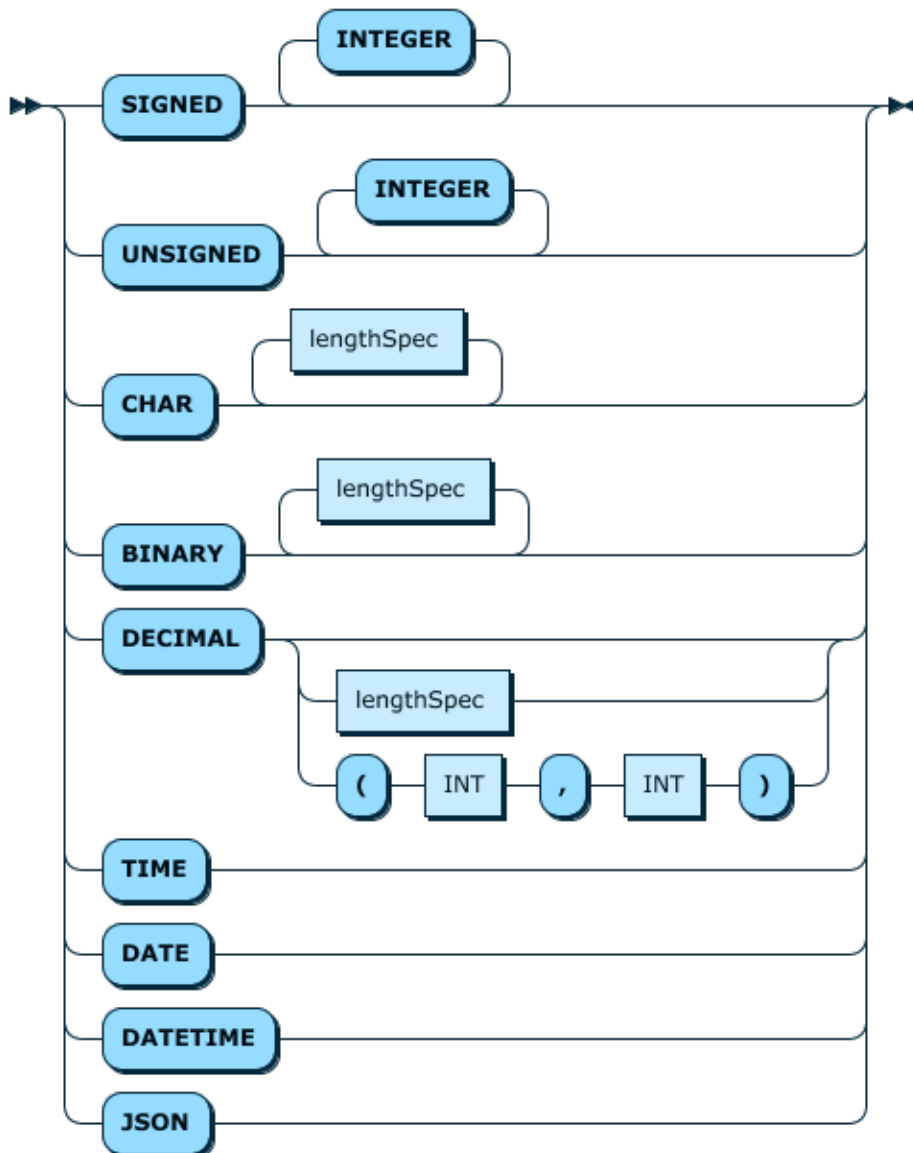 INTEGER
SIGNED
INTEGER
UNSIGNED
lengthSpec
CHAR
lengthSpec
BINARY
DECIMAL
lengthSpec
( INT , INT )
TIME
DATE
DATETIME
JSON